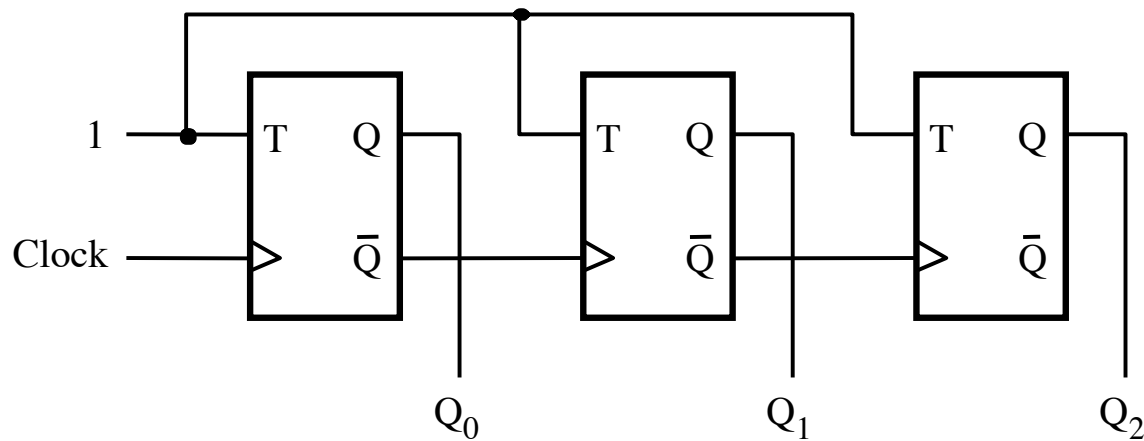 1 T Q T Q T Q
Clock Q̅ Q̅ Q̅
Q₀ Q₁ Q₂